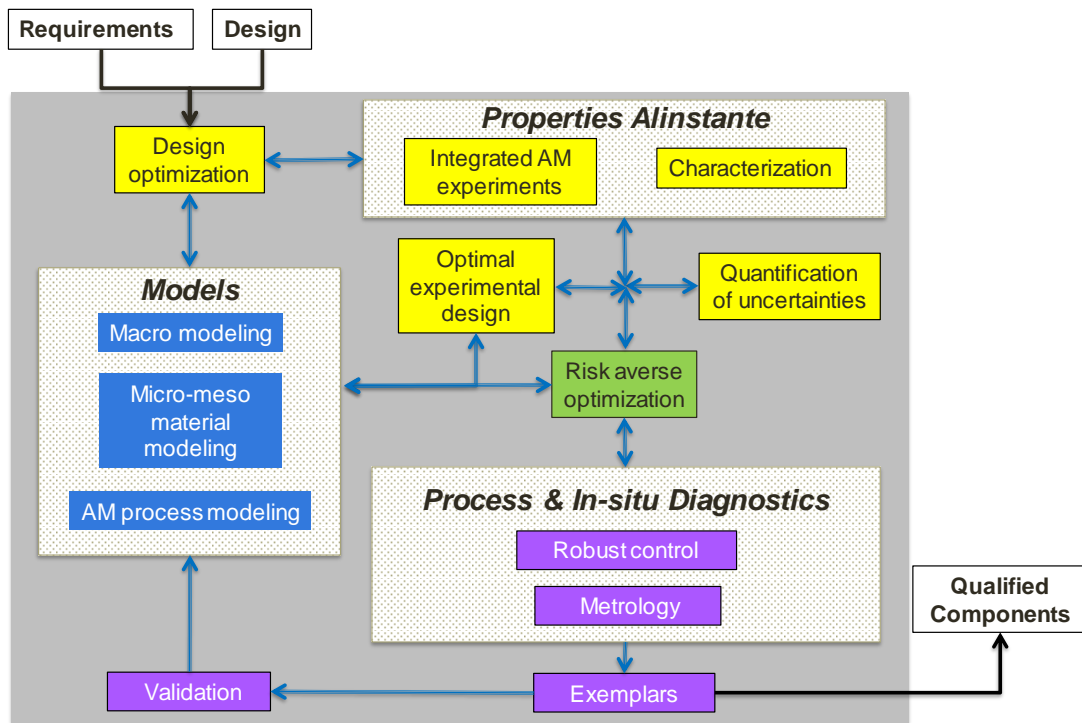 Requirements
Design
Properties Alinstante
Design
optimization
Integrated AM
experiments
Characterization
Optimal
experimental
design
Quantification
of uncertainties
Models
Macro modeling
Micro-meso
material
modeling
AM process modeling
Risk averse
optimization
Process & In-situ Diagnostics
Robust control
Metrology
Qualified
Components
Validation
Exemplars